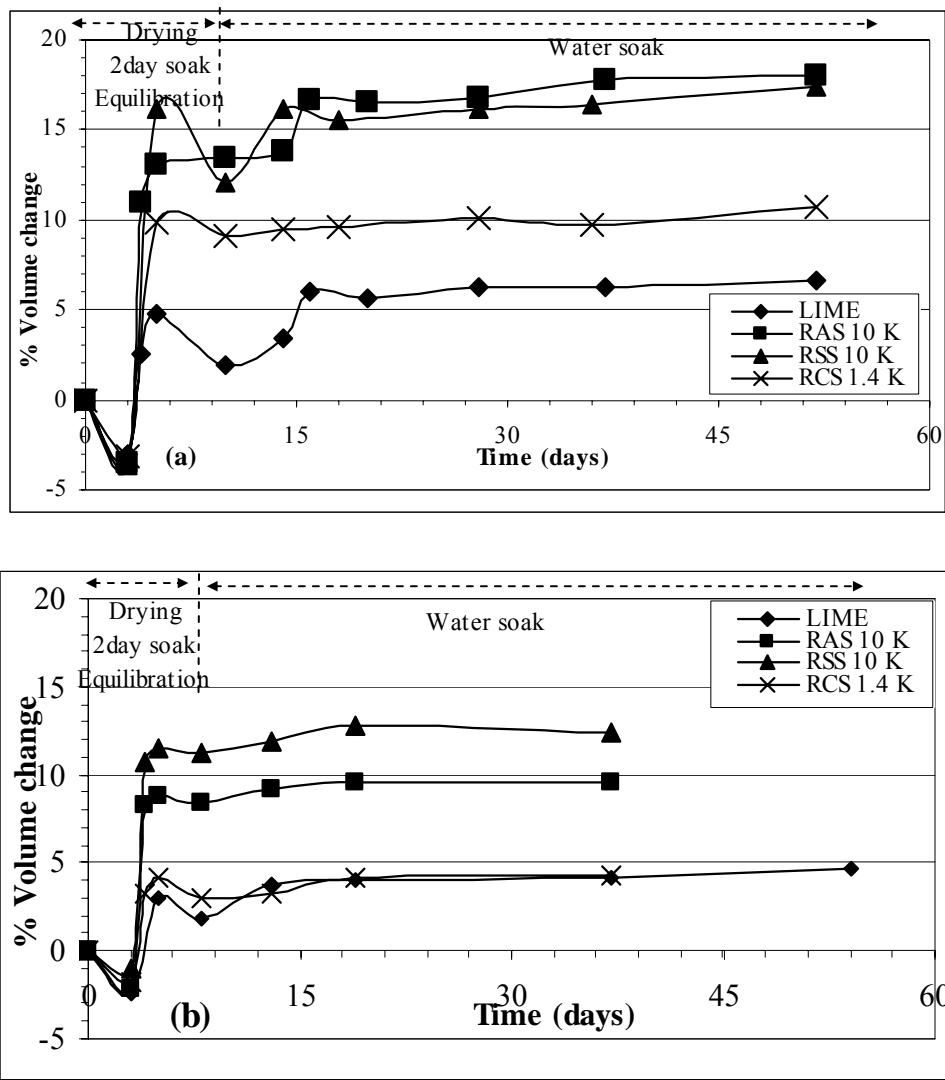 Drying
2day soak
Equilibration
Water soak
20
15
10
5
0
-5
% Volume change
0
15
30
45
60
(a)
Time (days)
LIME
RAS 10 K
RSS 10 K
RCS 1.4 K
Drying
2day soak
Equilibration
Water soak
20
15
10
5
0
-5
% Volume change
0
15
30
45
60
(b)
Time (days)
LIME
RAS 10 K
RSS 10 K
RCS 1.4 K